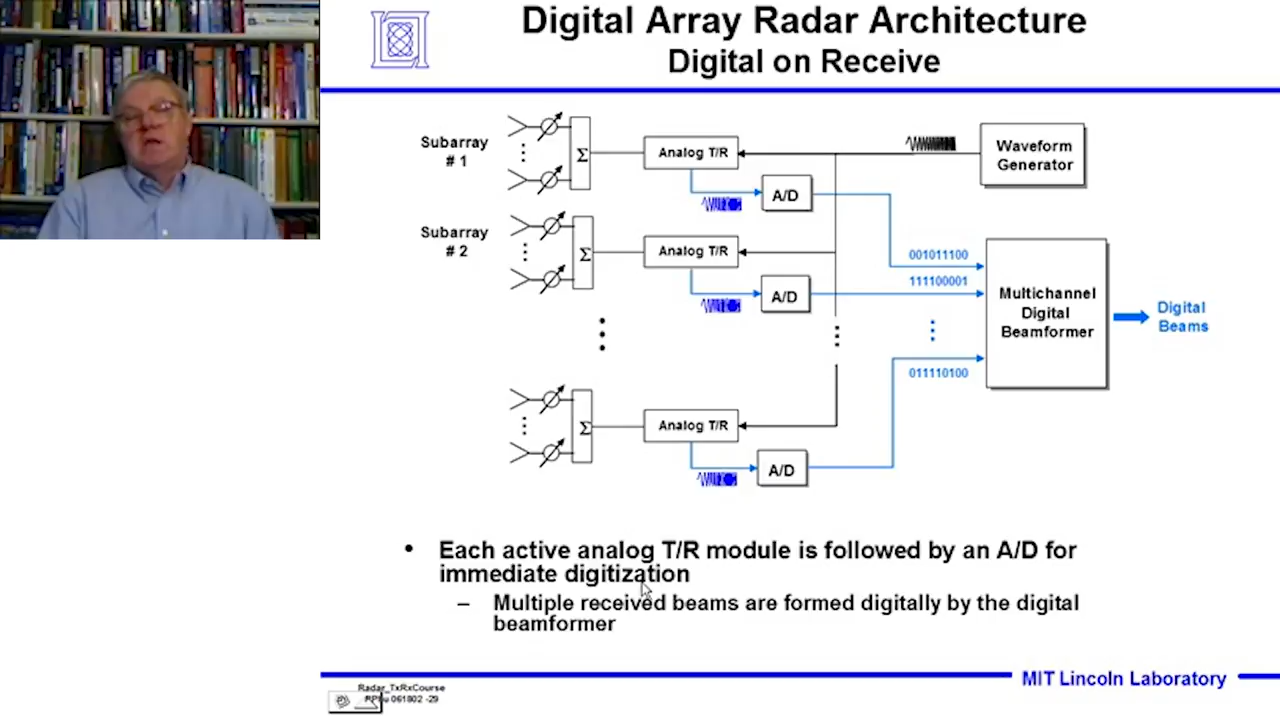 Digital Array Radar Architecture
Digital on Receive
Subarray
# 1
Σ
Analog T/R
Waveform
Generator
A/D
Subarray
# 2
Σ
Analog T/R
001011100
111100001
A/D
Multichannel
Digital
Beamformer
Digital
Beams
011110100
Σ
Analog T/R
A/D
• Each active analog T/R module is followed by an A/D for
immediate digitization
– Multiple received beams are formed digitally by the digital
beamformer
MIT Lincoln Laboratory
Radar_TxRxCourse
061802 -29